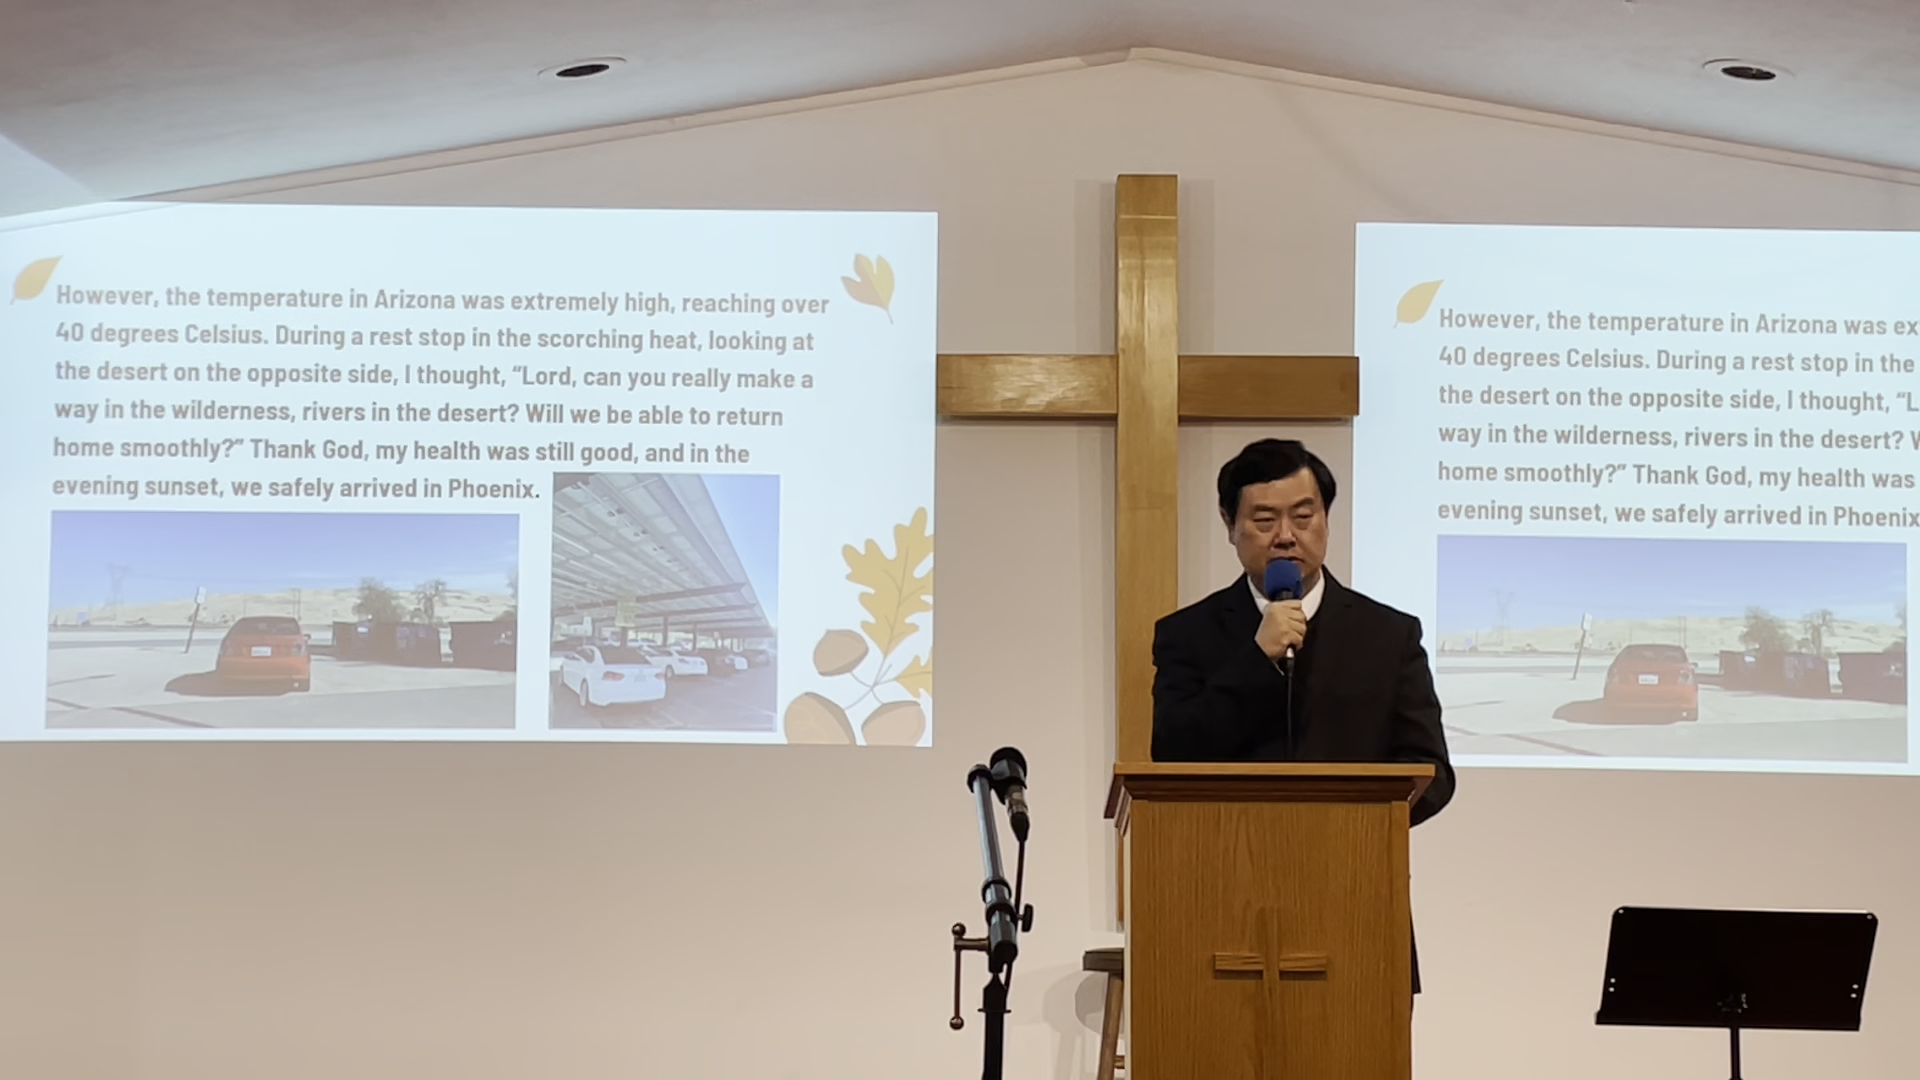 However, the temperature in Arizona was extremely high, reaching over
40 degrees Celsius. During a rest stop in the scorching heat, looking at
the desert on the opposite side, I thought, “Lord, can you really make a
way in the wilderness, rivers in the desert? Will we be able to return
home smoothly?” Thank God, my health was still good, and in the
evening sunset, we safely arrived in Phoenix.
However, the temperature in Arizona was ex
40 degrees Celsius. During a rest stop in the
the desert on the opposite side, I thought, “L
way in the wilderness, rivers in the desert? W
home smoothly?” Thank God, my health was
evening sunset, we safely arrived in Phoenix